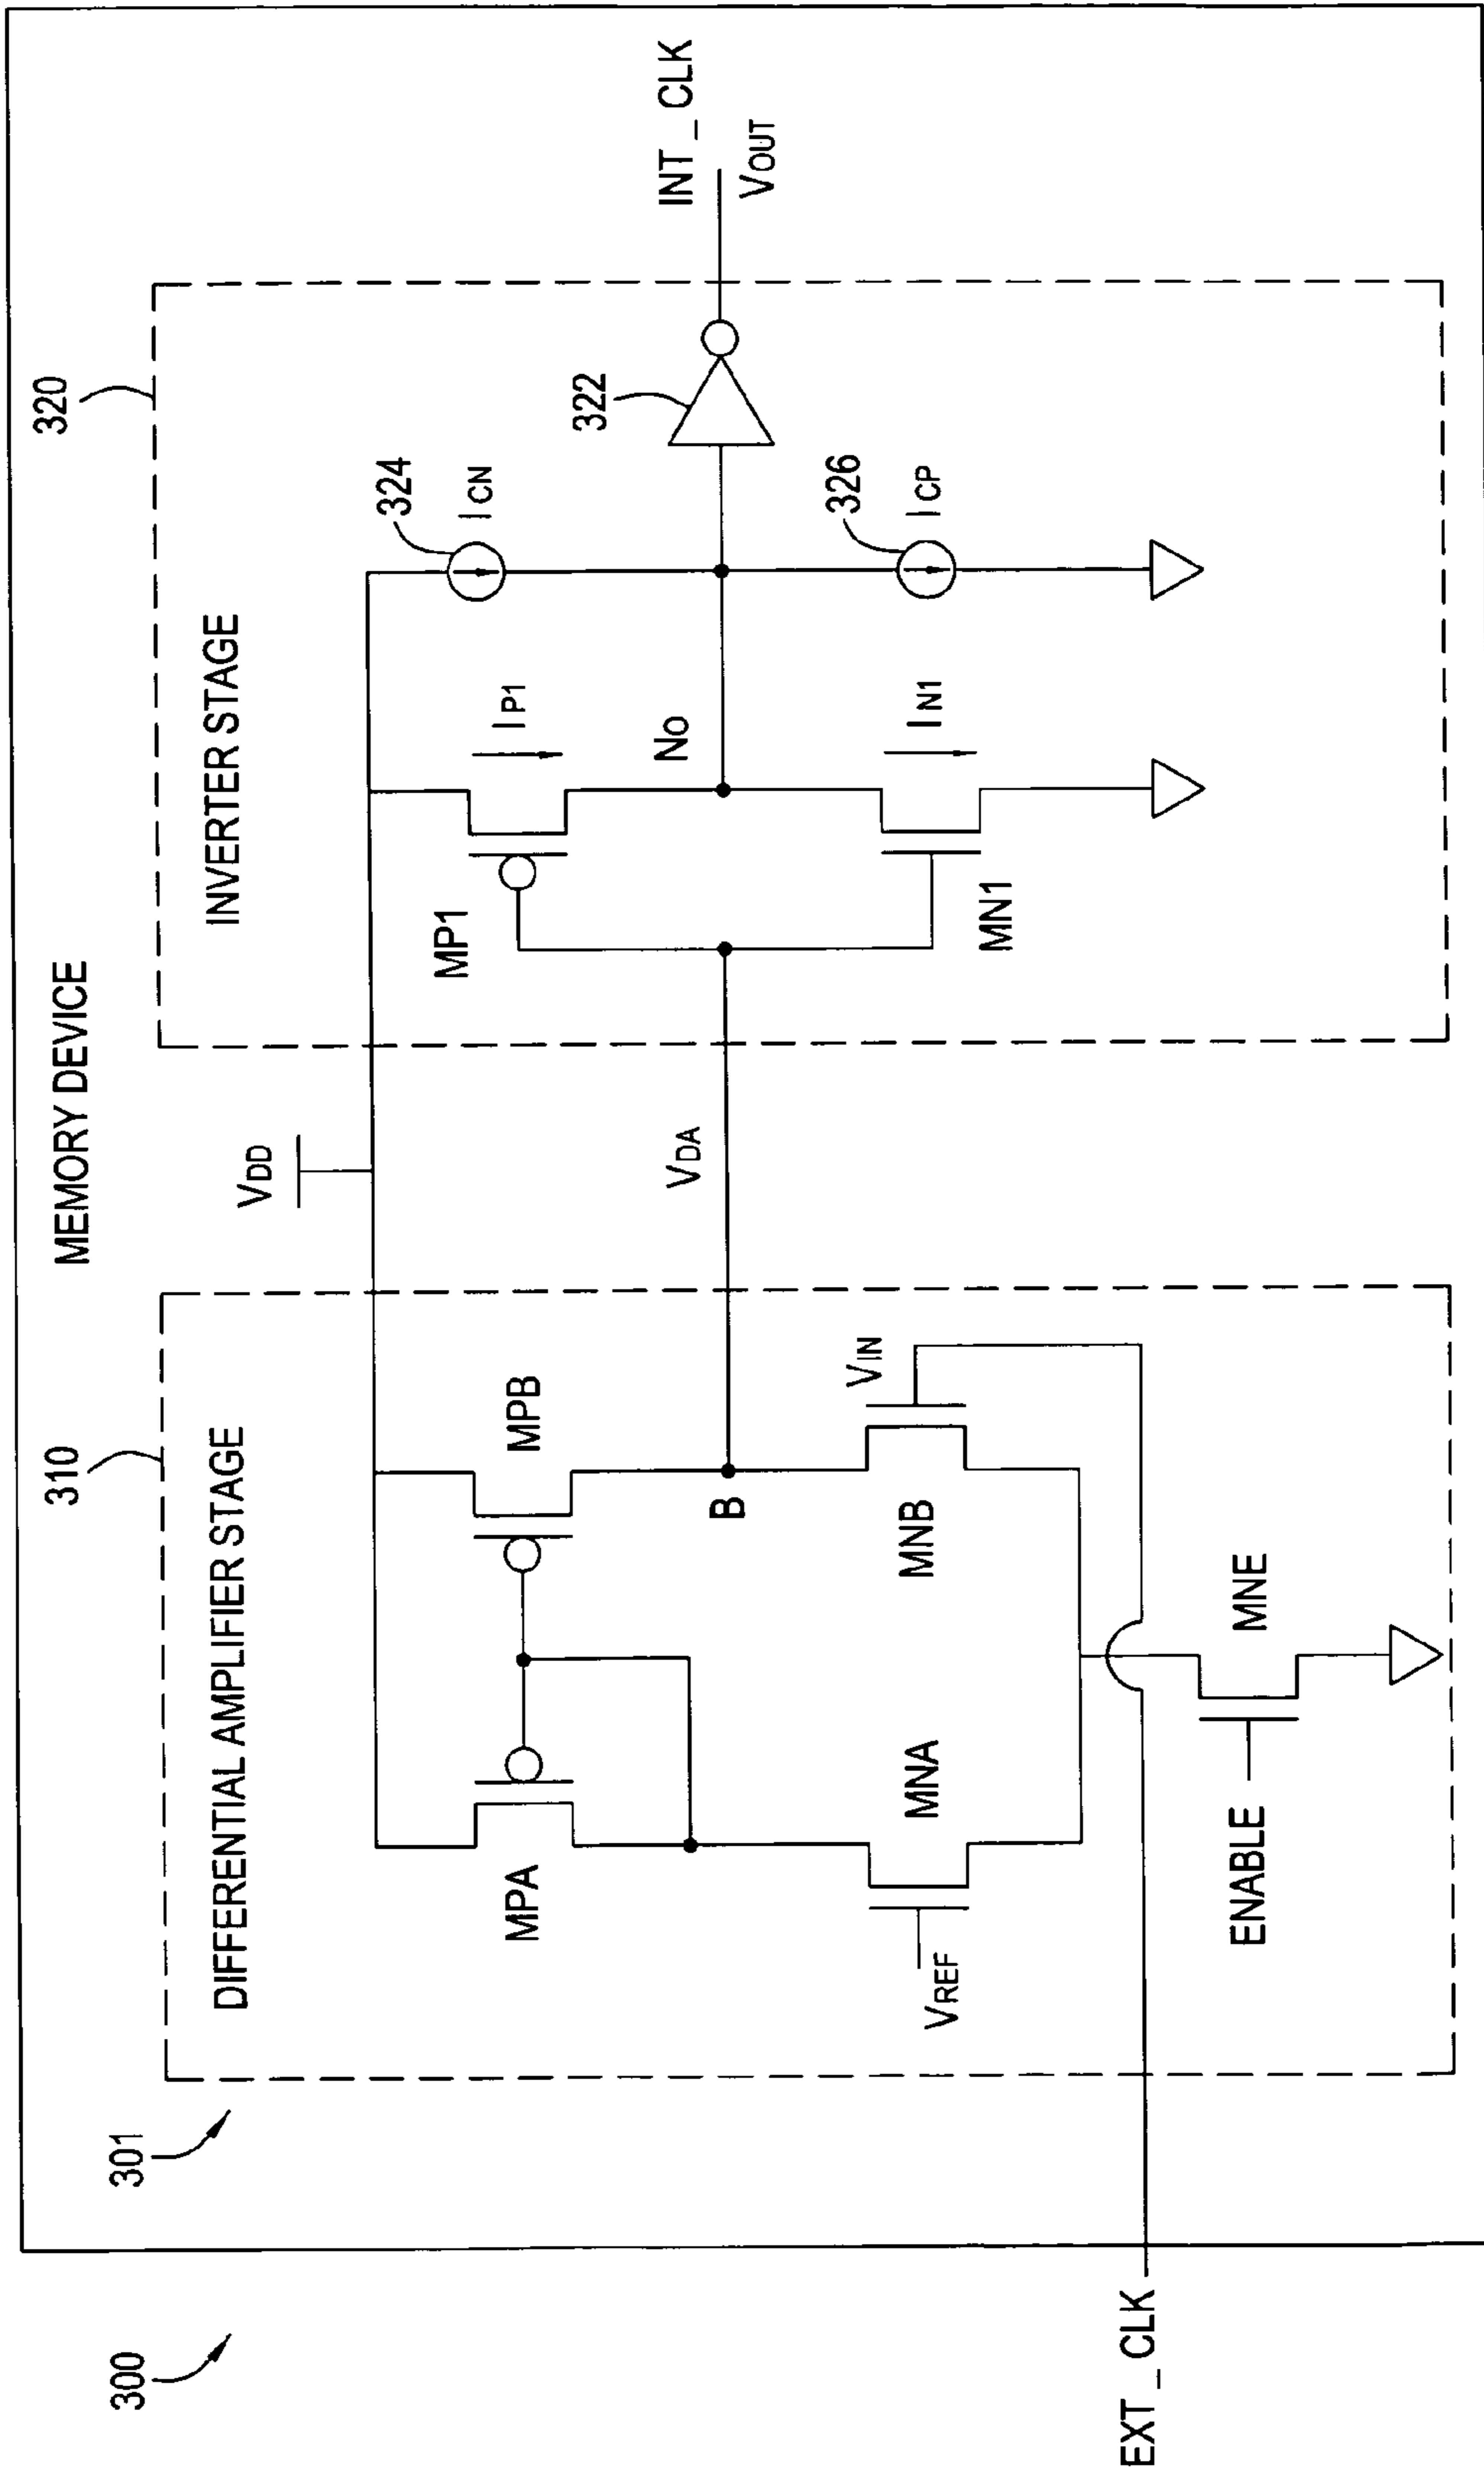 MEMORY DEVICE
300
301
310
DIFFERENTIAL AMPLIFIER STAGE
VDD
320
INVERTER STAGE
MPA
MPB
MP1
IP1
324
ICN
INT_CLK
VOUT
B
VDA
NO
322
VREF
MNA
MNB
VIN
MN1
IN1
326
ICP
ENABLE
MNE
EXT_CLK